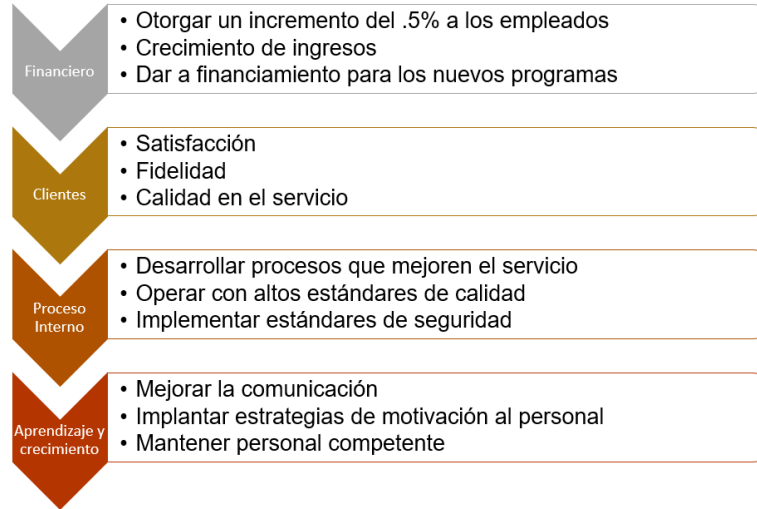 Financiero
• Otorgar un incremento del .5% a los empleados
• Crecimiento de ingresos
• Dar a financiamiento para los nuevos programas
Clientes
• Satisfacción
• Fidelidad
• Calidad en el servicio
Proceso
Interno
• Desarrollar procesos que mejoren el servicio
• Operar con altos estándares de calidad
• Implementar estándares de seguridad
Aprendizaje y
crecimiento
• Mejorar la comunicación
• Implantar estrategias de motivación al personal
• Mantener personal competente